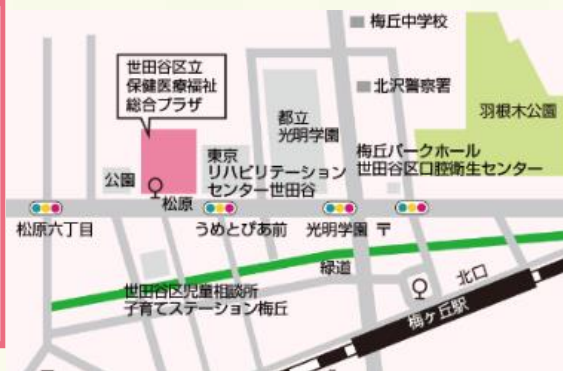 梅丘中学校
世田谷区立
保健医療福祉
総合プラザ
北沢警察署
羽根木公園
都立
光明学園
梅丘パークホール
世田谷区口腔衛生センター
東京
リハビリテーション
センター世田谷
公園
松原
松原六丁目
うめとぴあ前
光明学園
〒
緑道
北口
世田谷区児童相談所
子育てステーション梅丘
梅ヶ丘駅